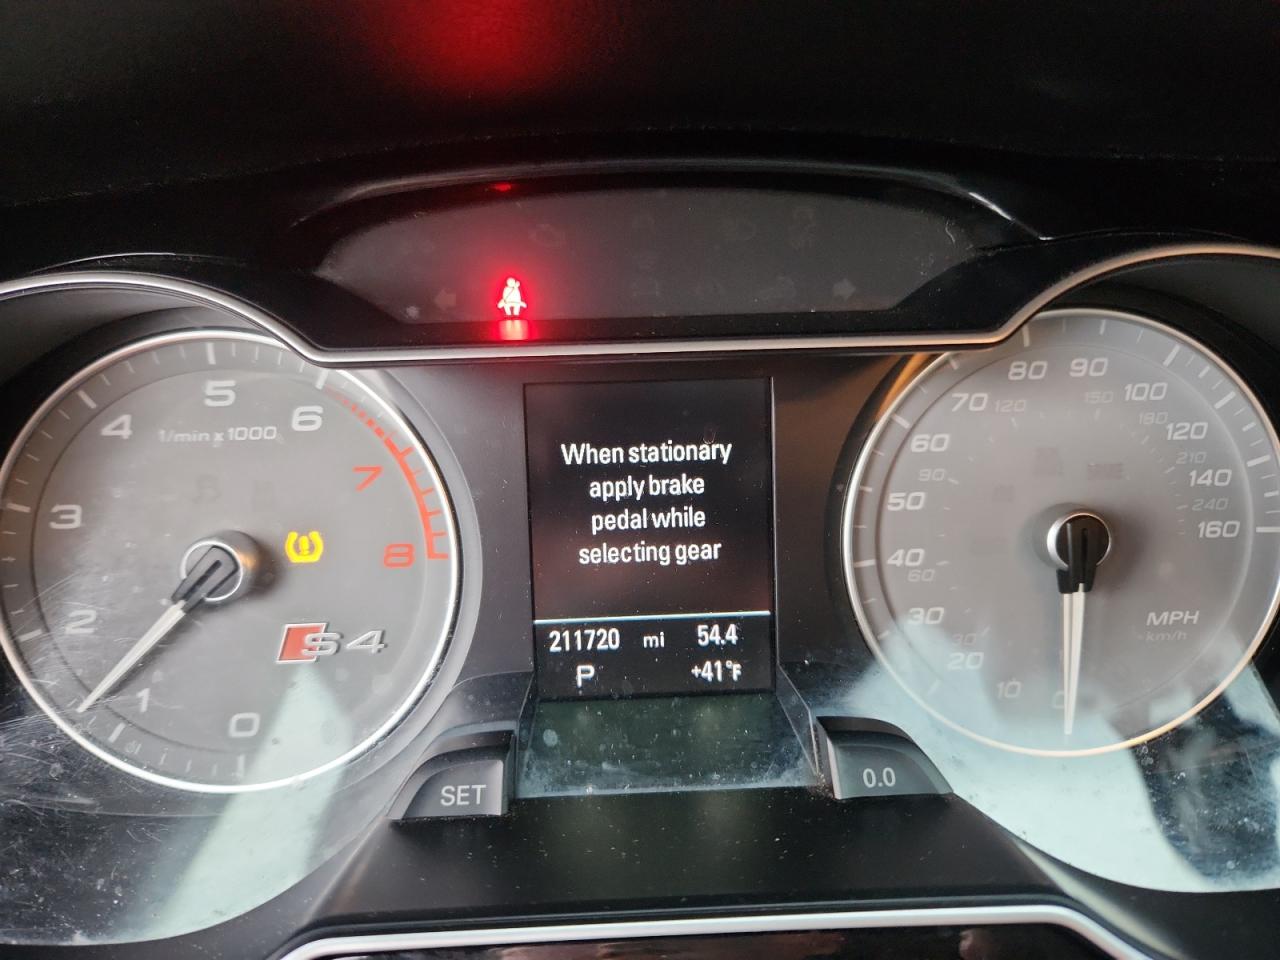 When stationary
apply brake
pedal while
selecting gear
211720 mi 54.4
P +41°F
0
1
2
3
4
5
6
7
8
1/min x 1000
S4
0
10
20
30
40
50
60
70
80
90
100
120
140
160
30
60
90
120
150
180
210
240
MPH
km/h
SET
0.0